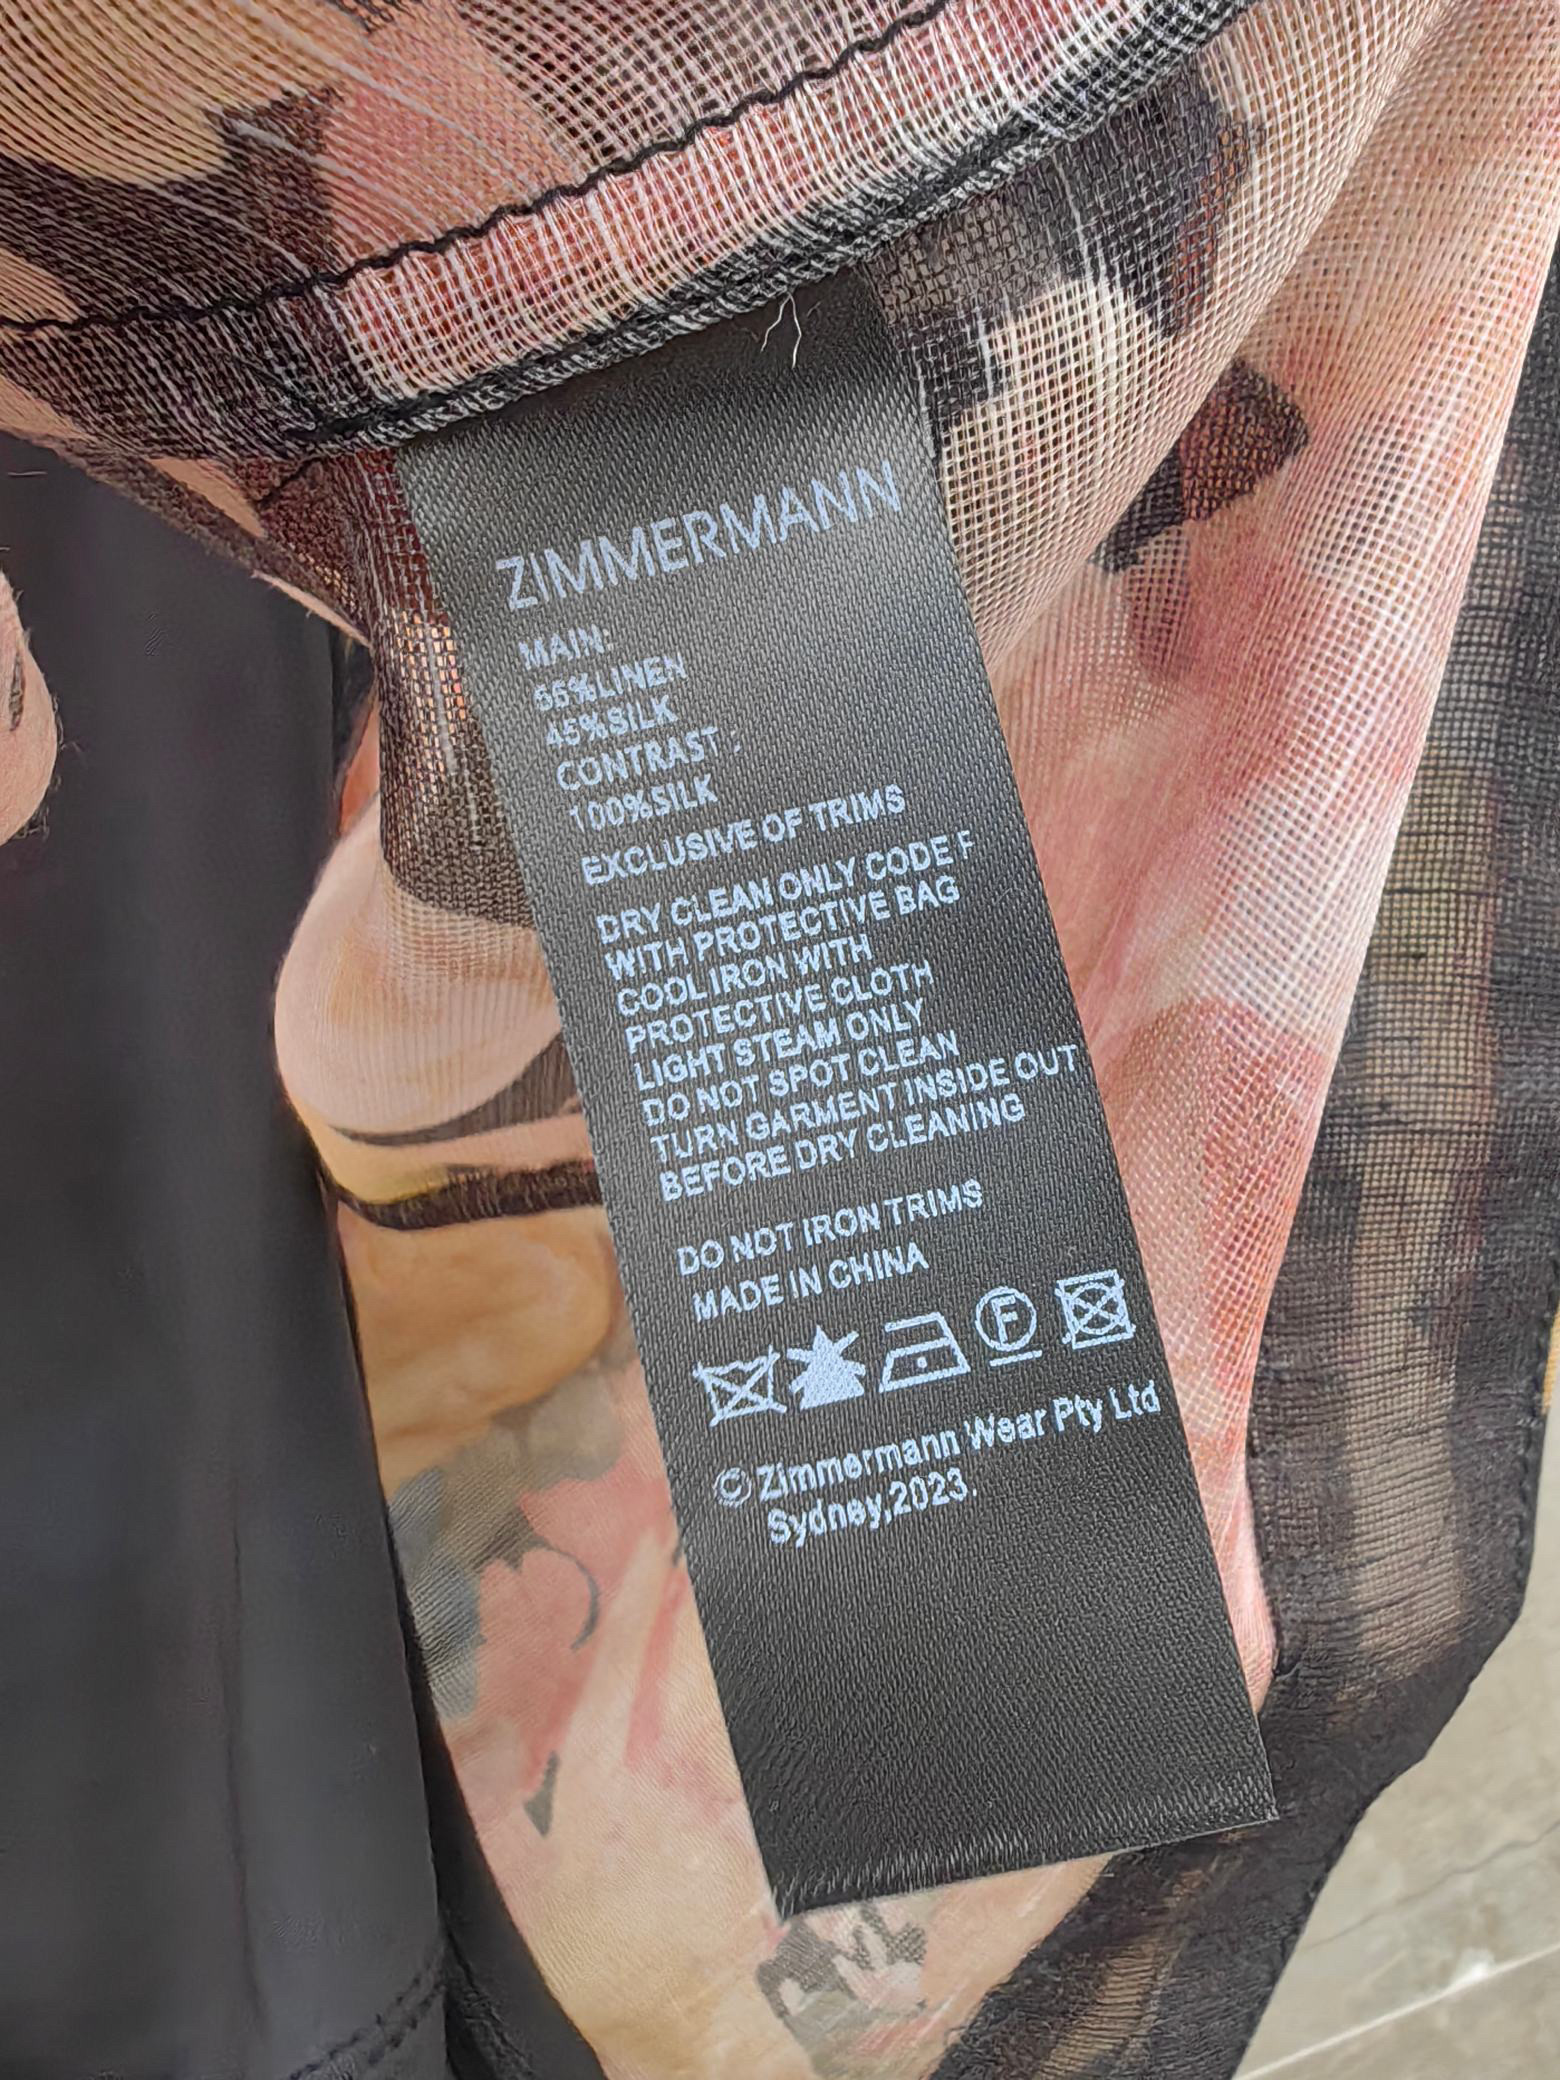 ZIMMERMANN
MAIN:
55%LINEN
45%SILK
CONTRAST :
100%SILK
EXCLUSIVE OF TRIMS
DRY CLEAN ONLY CODE F
WITH PROTECTIVE BAG
COOL IRON WITH
PROTECTIVE CLOTH
LIGHT STEAM ONLY
DO NOT SPOT CLEAN
TURN GARMENT INSIDE OUT
BEFORE DRY CLEANING
DO NOT IRON TRIMS
MADE IN CHINA
F
© Zimmermann Wear Pty Ltd
Sydney,2023.